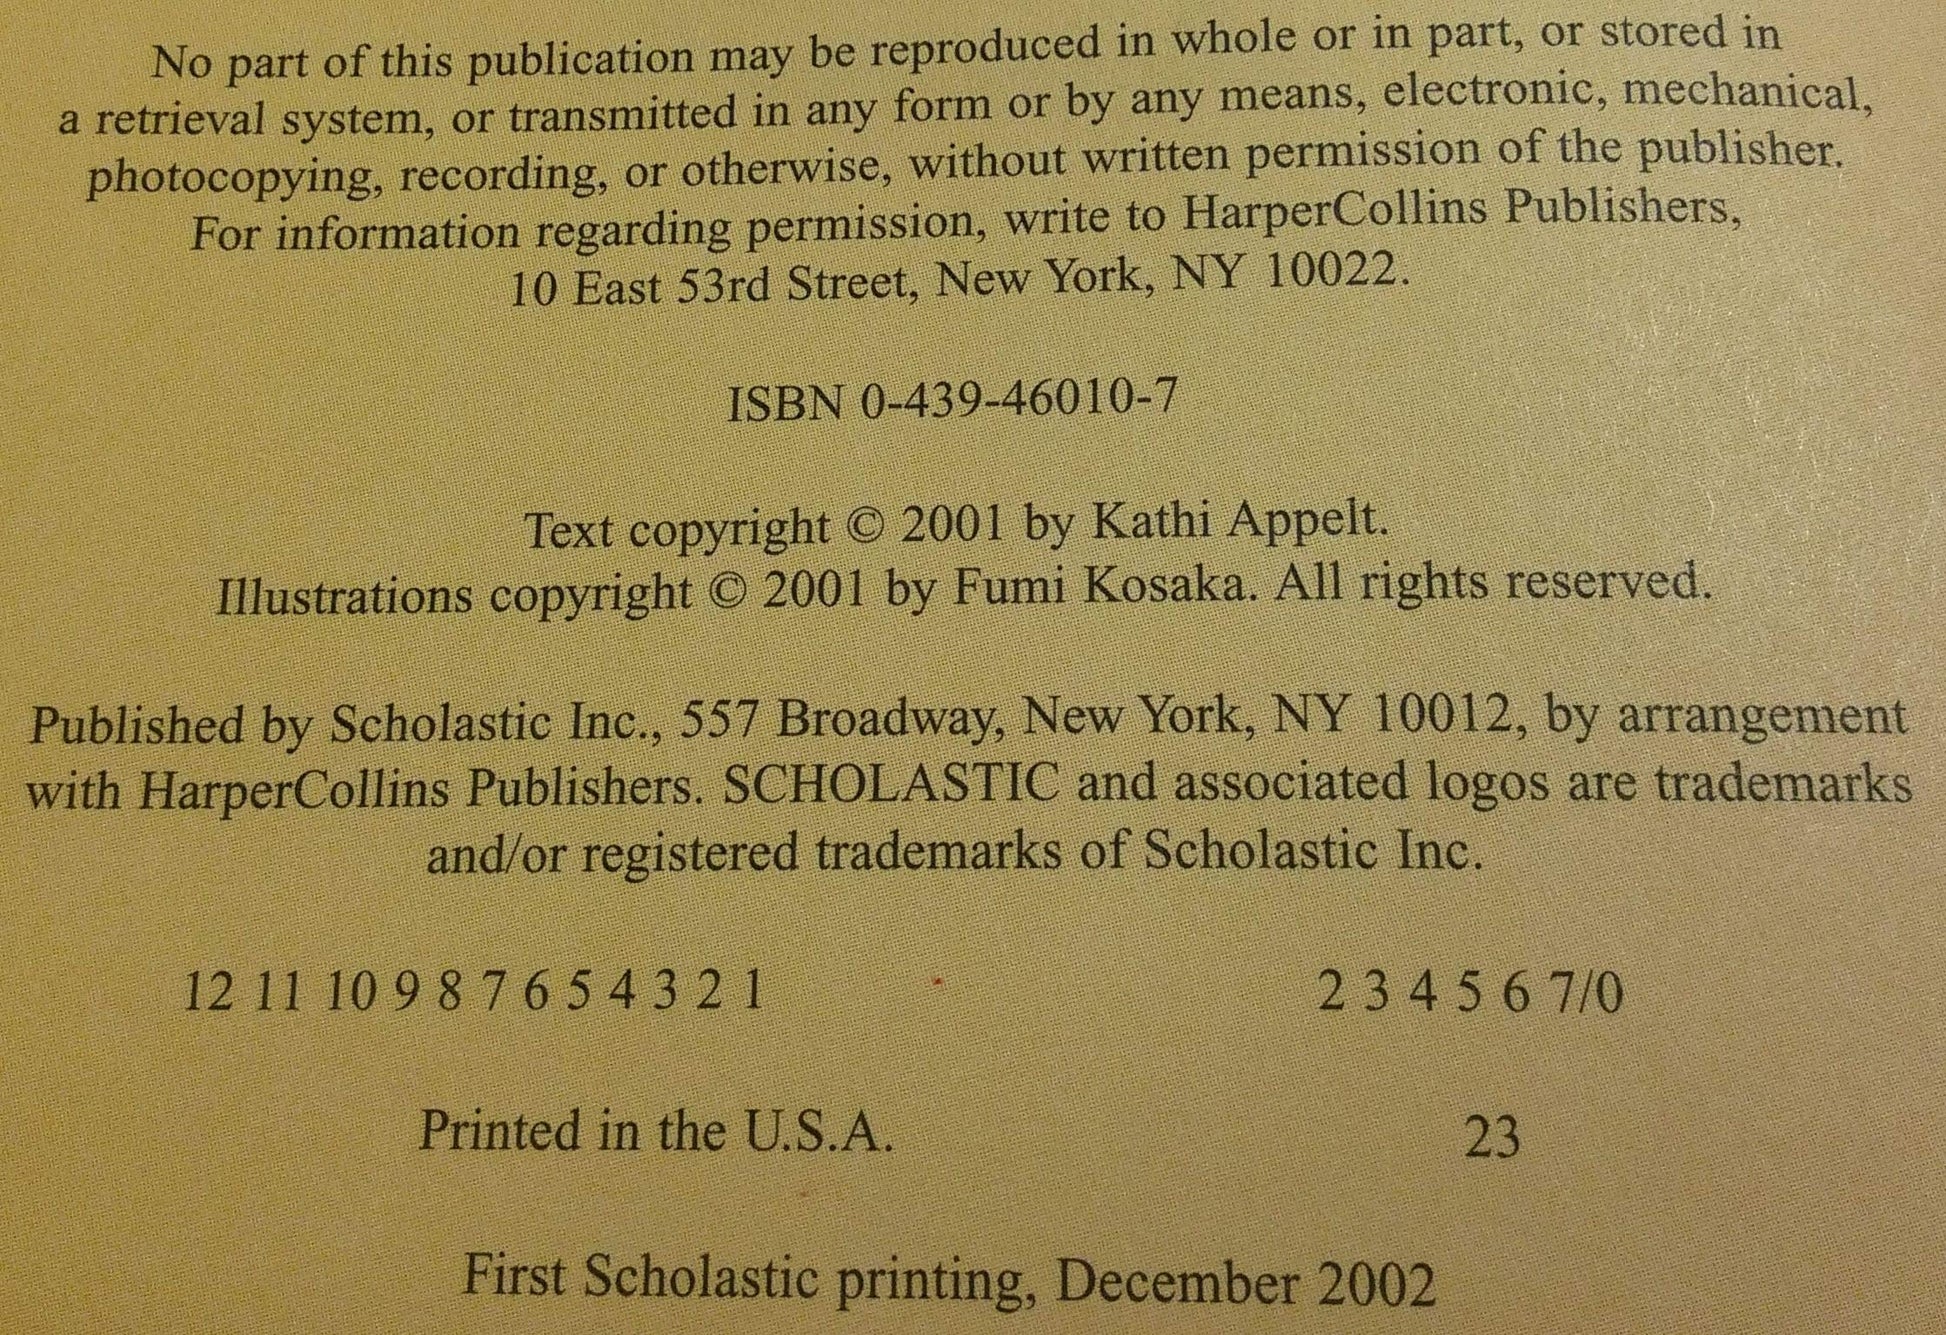 No part of this publication may be reproduced in whole or in part, or stored in
a retrieval system, or transmitted in any form or by any means, electronic, mechanical,
photocopying, recording, or otherwise, without written permission of the publisher.
For information regarding permission, write to HarperCollins Publishers,
10 East 53rd Street, New York, NY 10022.
ISBN 0-439-46010-7
Text copyright © 2001 by Kathi Appelt.
Illustrations copyright © 2001 by Fumi Kosaka. All rights reserved.
Published by Scholastic Inc., 557 Broadway, New York, NY 10012, by arrangement
with HarperCollins Publishers. SCHOLASTIC and associated logos are trademarks
and/or registered trademarks of Scholastic Inc.
12 11 10 9 8 7 6 5 4 3 2 1 2 3 4 5 6 7/0
Printed in the U.S.A. 23
First Scholastic printing, December 2002